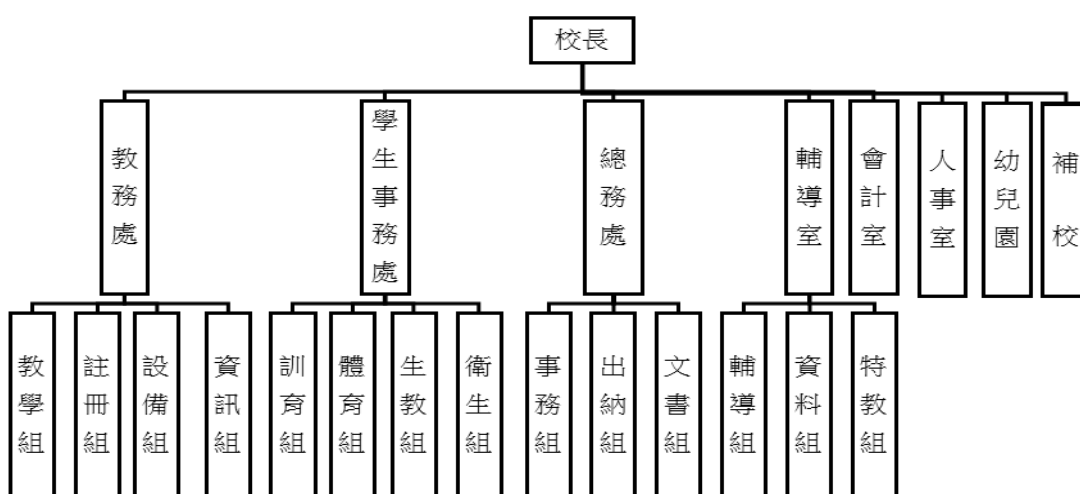 校長
教務處
學生事務處
總務處
輔導室
會計室
人事室
幼兒園
補校
教學組
註冊組
設備組
資訊組
訓育組
體育組
生教組
衛生組
事務組
出納組
文書組
輔導組
資料組
特教組